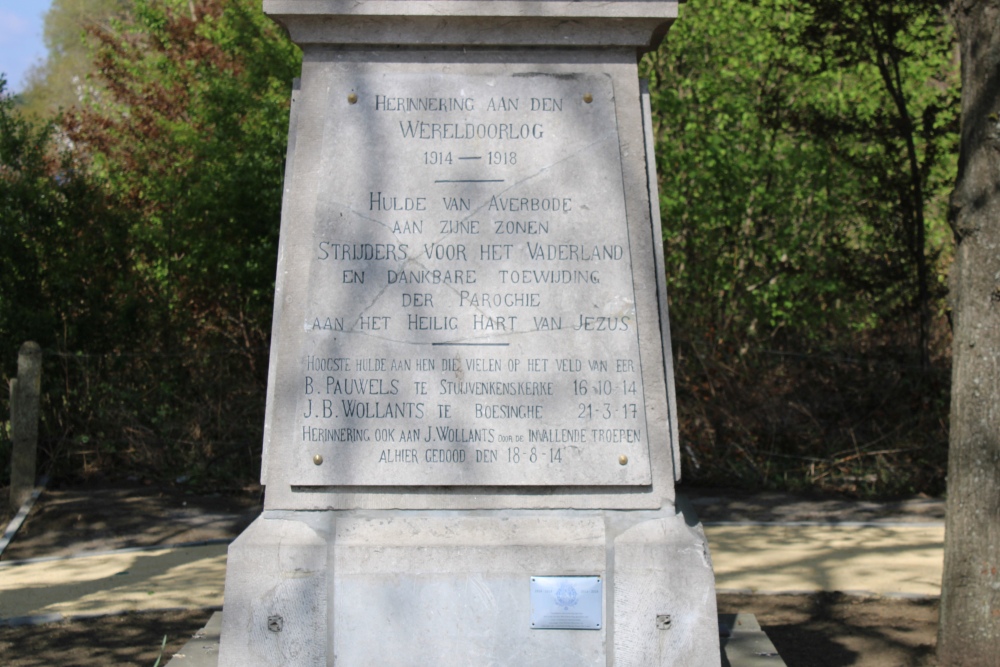 HERINNERING AAN DEN
WERELDOORLOG
1914 — 1918
HULDE VAN AVERBODE
AAN ZIJNE ZONEN
STRIJDERS VOOR HET VADERLAND
EN DANKBARE TOEWIJDING
DER PAROCHIE
AAN HET HEILIG HART VAN JEZUS
HOOGSTE HULDE AAN HEN DIE VIELEN OP HET VELD VAN EER
B. PAUWELS TE STUIVENKENSKERKE 16-10-14
J.B. WOLLANTS TE BOESINGHE 21-3-17
HERINNERING OOK AAN J. WOLLANTS DOOR DE INVALLENDE TROEPEN
ALHIER GEDOOD DEN 18-8-14